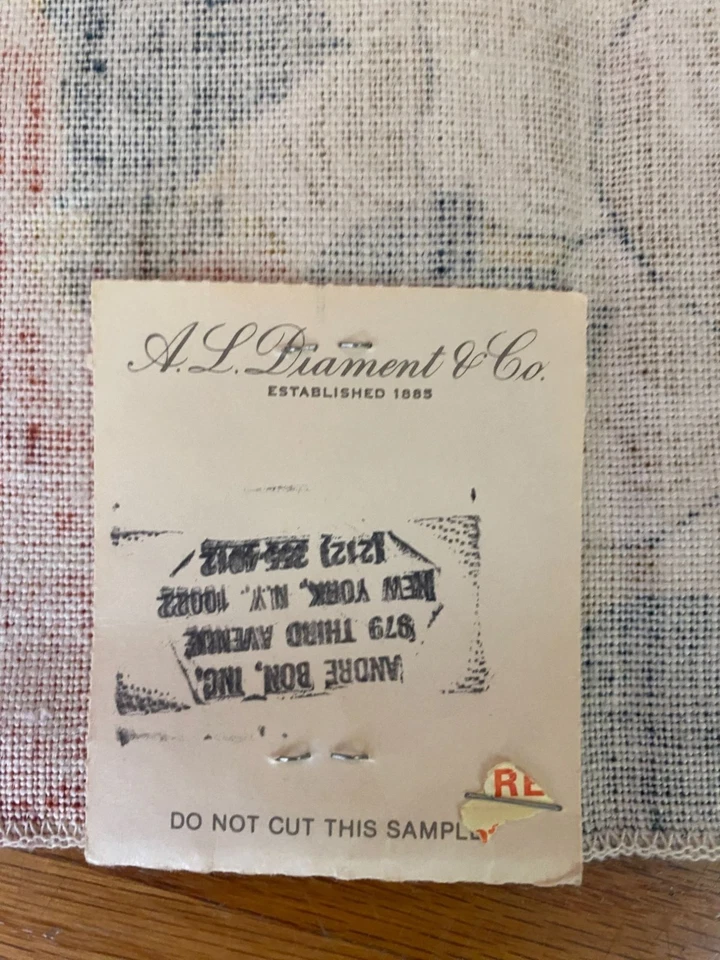 A. L. Diament & Co.
ESTABLISHED 1885
ANDRE BON, INC.
979 THIRD AVENUE
NEW YORK, N.Y. 10022
(212)
RE
DO NOT CUT THIS SAMPLE